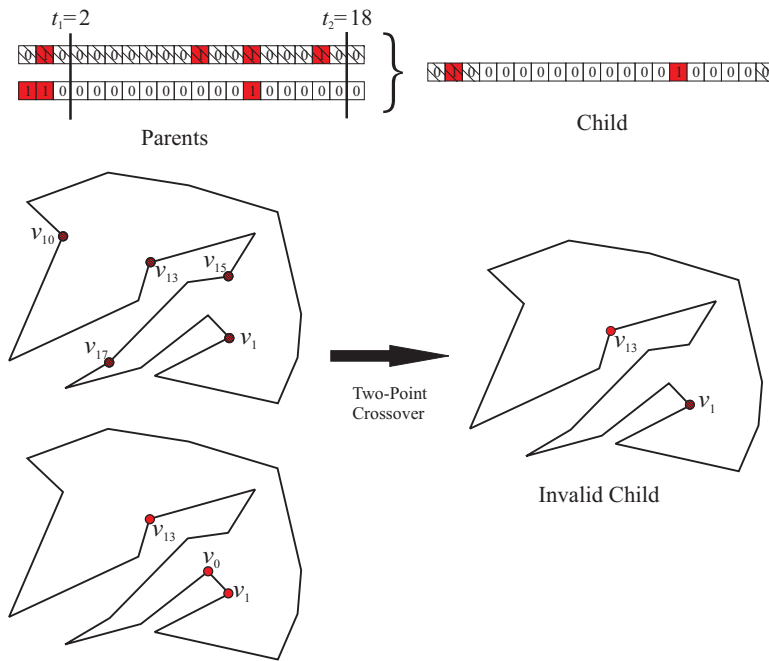 t₁=2 t₂=18
0 1 0 0 0 0 0 0 0 0 1 0 0 1 0 1 0 1 0 0
1 1 0 0 0 0 0 0 0 0 0 0 0 1 0 0 0 0 0 0
0 1 0 0 0 0 0 0 0 0 0 0 0 0 1 0 0 0 0 0
Parents
Child
v₁₀
v₁₃
v₁₅
v₁₇
v₁
Two-Point
Crossover
v₁₃
v₁
Invalid Child
v₁₃
v₀
v₁